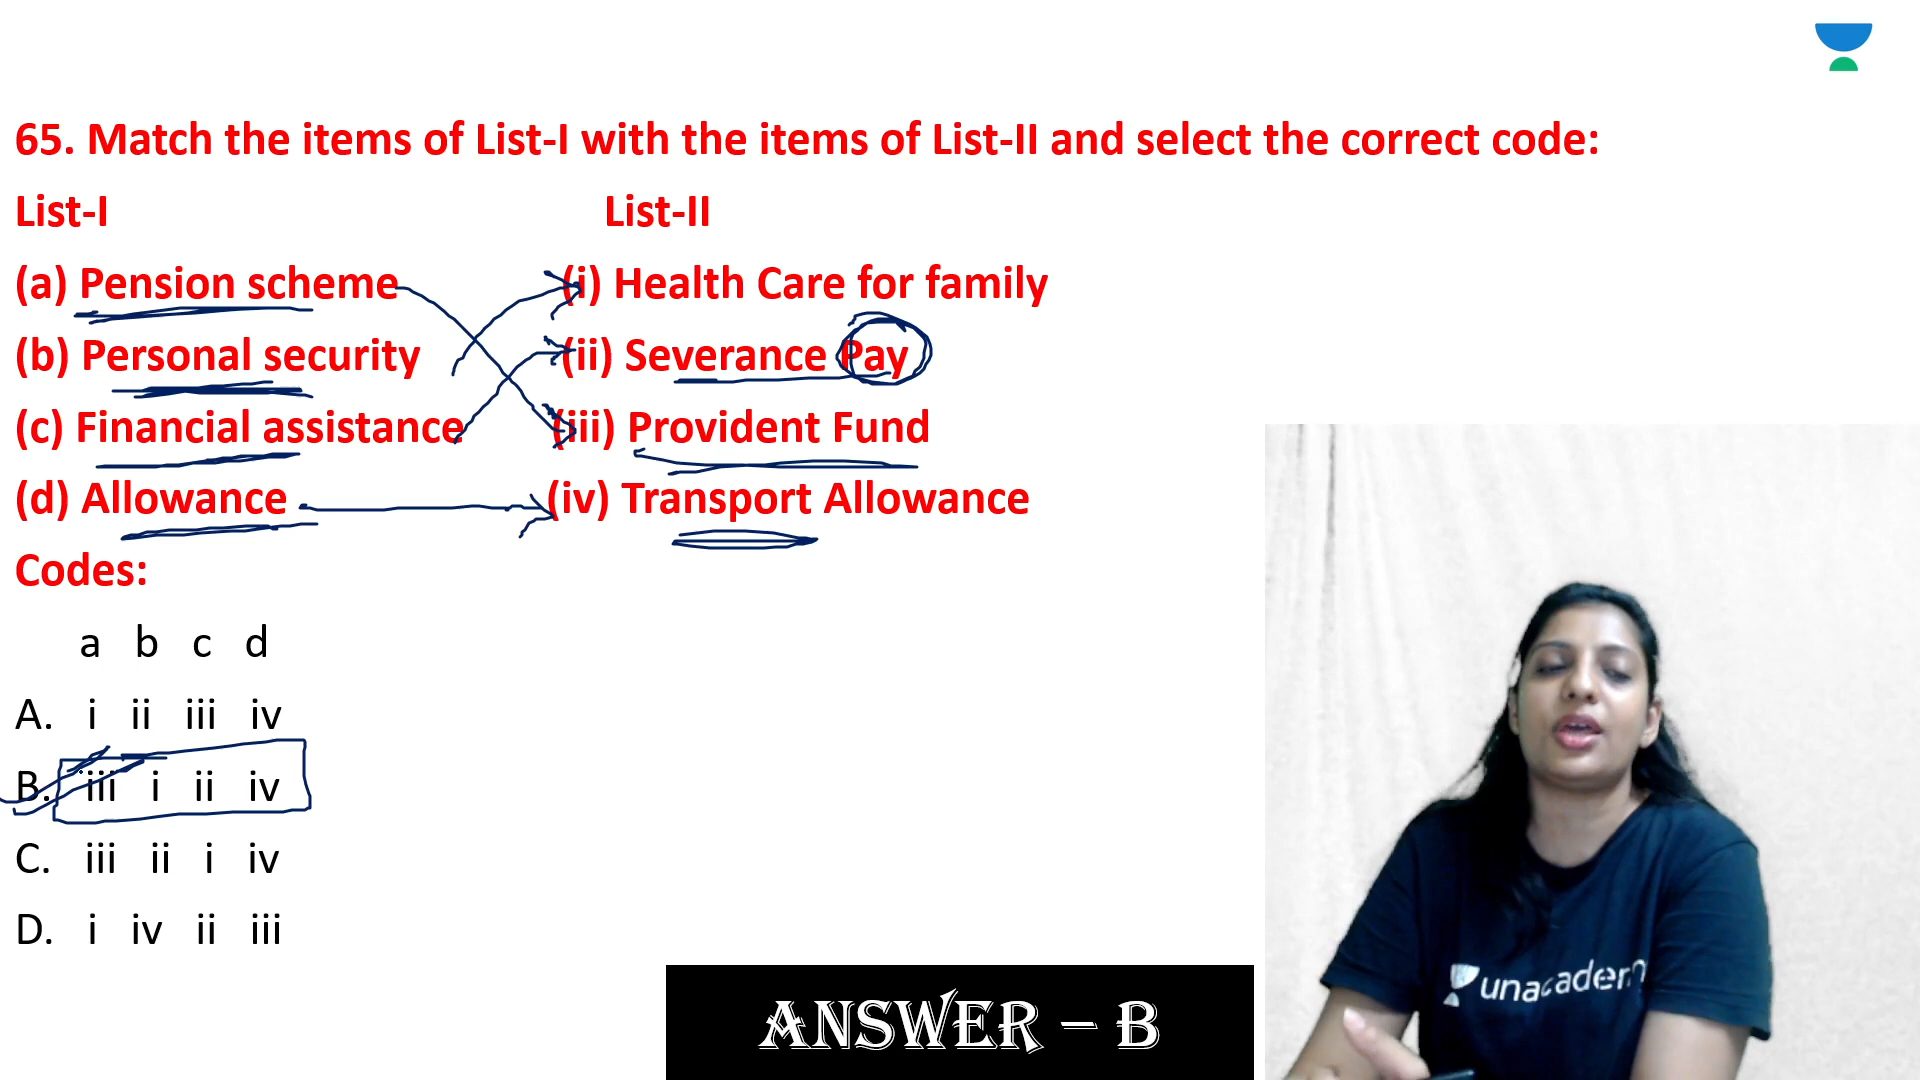 65. Match the items of List-I with the items of List-II and select the correct code:
List-I List-II
(a) Pension scheme (i) Health Care for family
(b) Personal security (ii) Severance Pay
(c) Financial assistance (iii) Provident Fund
(d) Allowance (iv) Transport Allowance
Codes:
a b c d
A. i ii iii iv
B. iii i ii iv
C. iii ii i iv
D. i iv ii iii
ANSWER – B